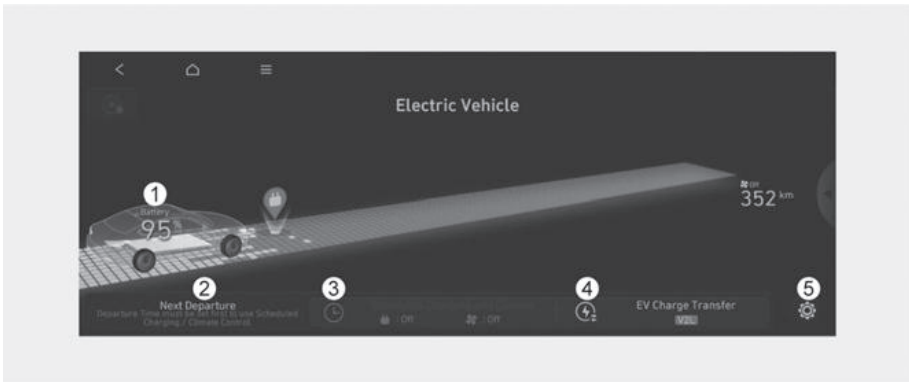 Electric Vehicle
1
Battery
95
Off
352 km
2
Next Departure
Departure Time must be set first to use Scheduled
Charging / Climate Control.
3
: Off
: Off
4
EV Charge Transfer
V2L
5